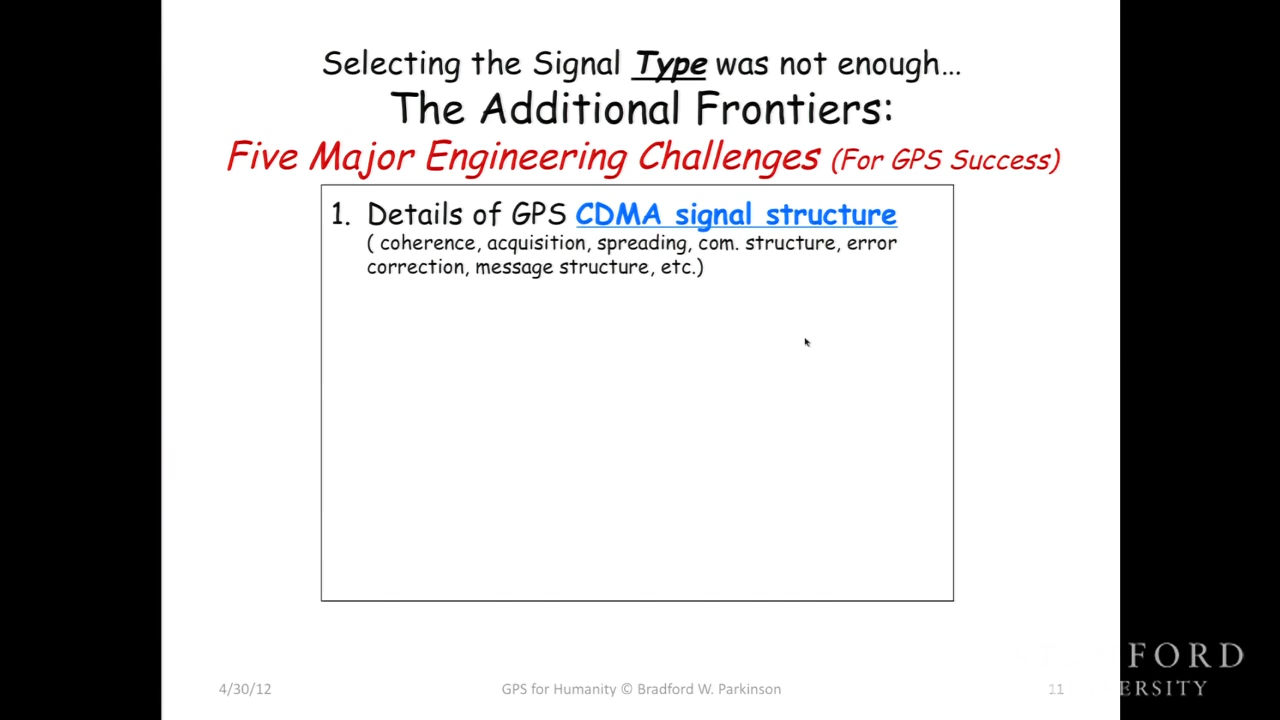 Selecting the Signal Type was not enough…
The Additional Frontiers:
Five Major Engineering Challenges (For GPS Success)
1. Details of GPS CDMA signal structure
( coherence, acquisition, spreading, com. structure, error
correction, message structure, etc.)
4/30/12
GPS for Humanity © Bradford W. Parkinson
11
FORD
ERSITY